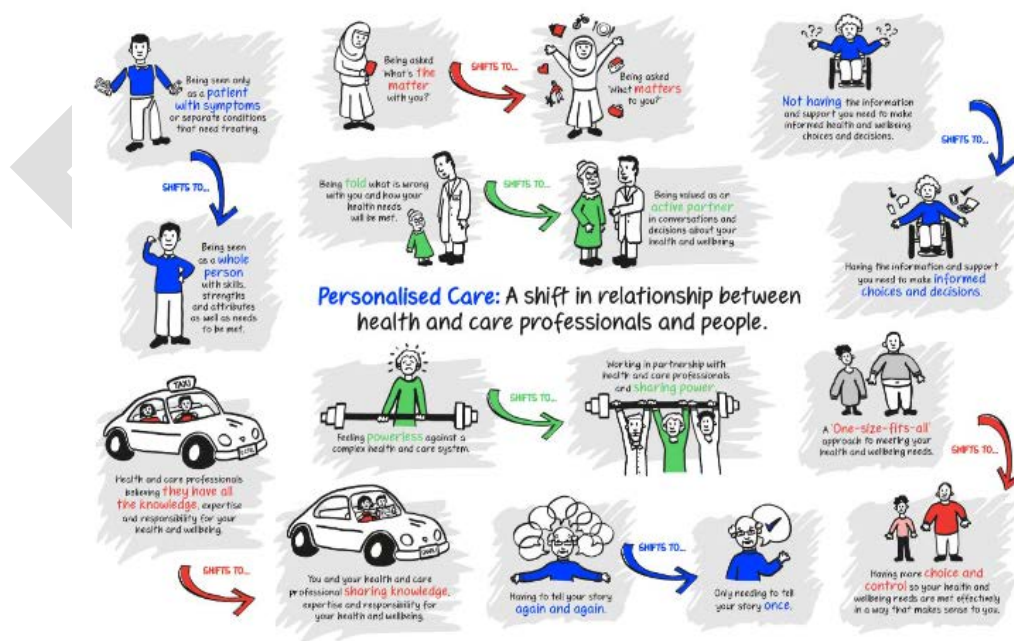 Being seen only
as a patient
with symptoms
or separate conditions
that need treating.
SHIFTS TO...
Being seen
as a whole
person
with skills,
strengths
and attributes
as well as needs
to be met.
Being asked
'what's the
matter
with you?'
SHIFTS TO...
Being asked
'what matters
to you?'
Not having the information
and support you need to make
informed health and wellbeing
choices and decisions.
SHIFTS TO...
Having the information and support
you need to make informed
choices and decisions.
Being told what is wrong
with you and how your
health needs
will be met.
SHIFTS TO...
Being valued as an
active partner
in conversations and
decisions about your
health and wellbeing.
Personalised Care: A shift in relationship between
health and care professionals and people.
TAXI
Health and care professionals
believing they have all
the knowledge, expertise
and responsibility for your
health and wellbeing.
SHIFTS TO...
You and your health and care
professional sharing knowledge,
expertise and responsibility for
your health and wellbeing.
Feeling powerless against a
complex health and care system.
SHIFTS TO...
Working in partnership with
health and care professionals
and sharing power.
Having to tell your story
again and again.
SHIFTS TO...
Only needing to tell
your story once.
A 'One-size-fits-all'
approach to meeting your
health and wellbeing needs.
SHIFTS TO...
Having more choice and
control so your health and
wellbeing needs are met effectively
in a way that makes sense to you.